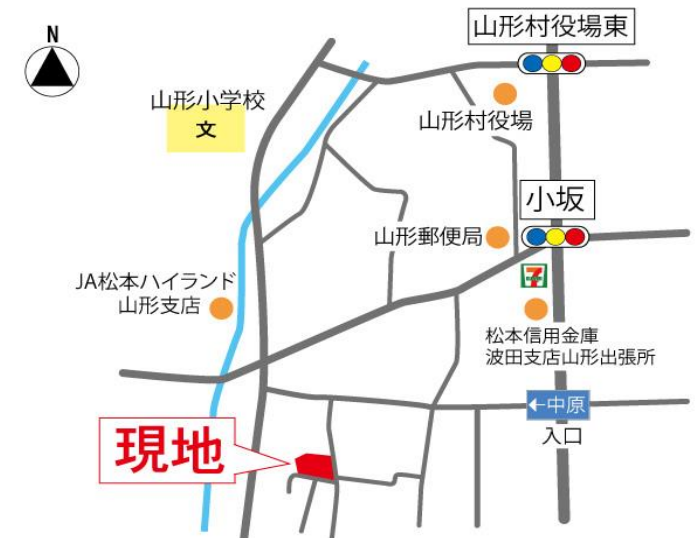 N
山形村役場東
山形小学校
文
山形村役場
小坂
山形郵便局
JA松本ハイランド
山形支店
7
松本信用金庫
波田支店山形出張所
←中原
入口
現地